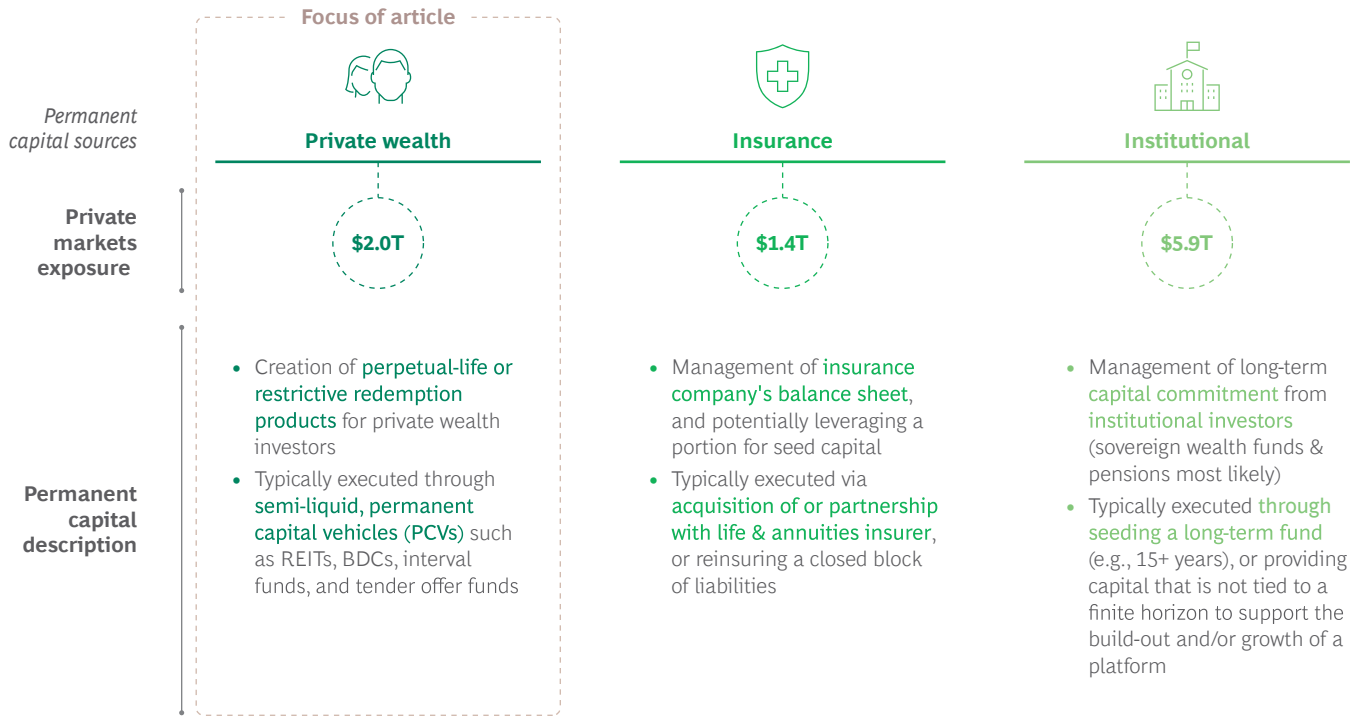 Focus of article
Permanent
capital sources
Private wealth
Insurance
Institutional
Private
markets
exposure
$2.0T
$1.4T
$5.9T
Permanent
capital
description
• Creation of perpetual-life or
restrictive redemption
products for private wealth
investors
• Typically executed through
semi-liquid, permanent
capital vehicles (PCVs) such
as REITs, BDCs, interval
funds, and tender offer funds
• Management of insurance
company's balance sheet,
and potentially leveraging a
portion for seed capital
• Typically executed via
acquisition of or partnership
with life & annuities insurer,
or reinsuring a closed block
of liabilities
• Management of long-term
capital commitment from
institutional investors
(sovereign wealth funds &
pensions most likely)
• Typically executed through
seeding a long-term fund
(e.g., 15+ years), or providing
capital that is not tied to a
finite horizon to support the
build-out and/or growth of a
platform